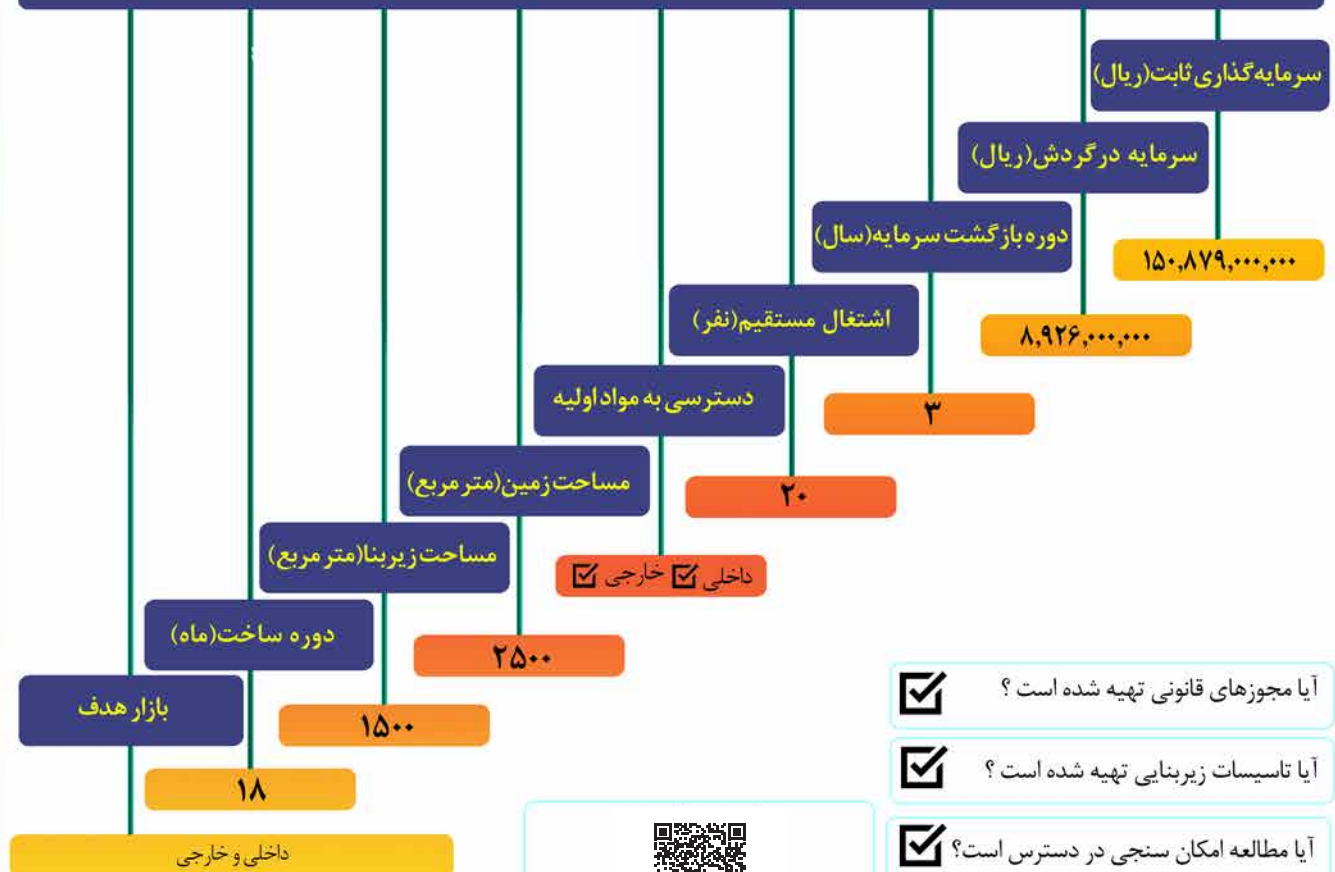 سرمایه‌گذاری ثابت(ریال)
۱۵۰,۸۷۹,۰۰۰,۰۰۰
سرمایه در گردش(ریال)
۸,۹۲۶,۰۰۰,۰۰۰
دوره بازگشت سرمایه(سال)
۳
اشتغال مستقیم(نفر)
۲۰
دسترسی به مواد اولیه
داخلی ☑ خارجی ☑
مساحت زمین(متر مربع)
۲۵۰۰
مساحت زیربنا(متر مربع)
۱۵۰۰
دوره ساخت(ماه)
۱۸
بازار هدف
داخلی و خارجی
آیا مجوزهای قانونی تهیه شده است ؟ ☑
آیا تاسیسات زیربنایی تهیه شده است ؟ ☑
آیا مطالعه امکان سنجی در دسترس است؟ ☑